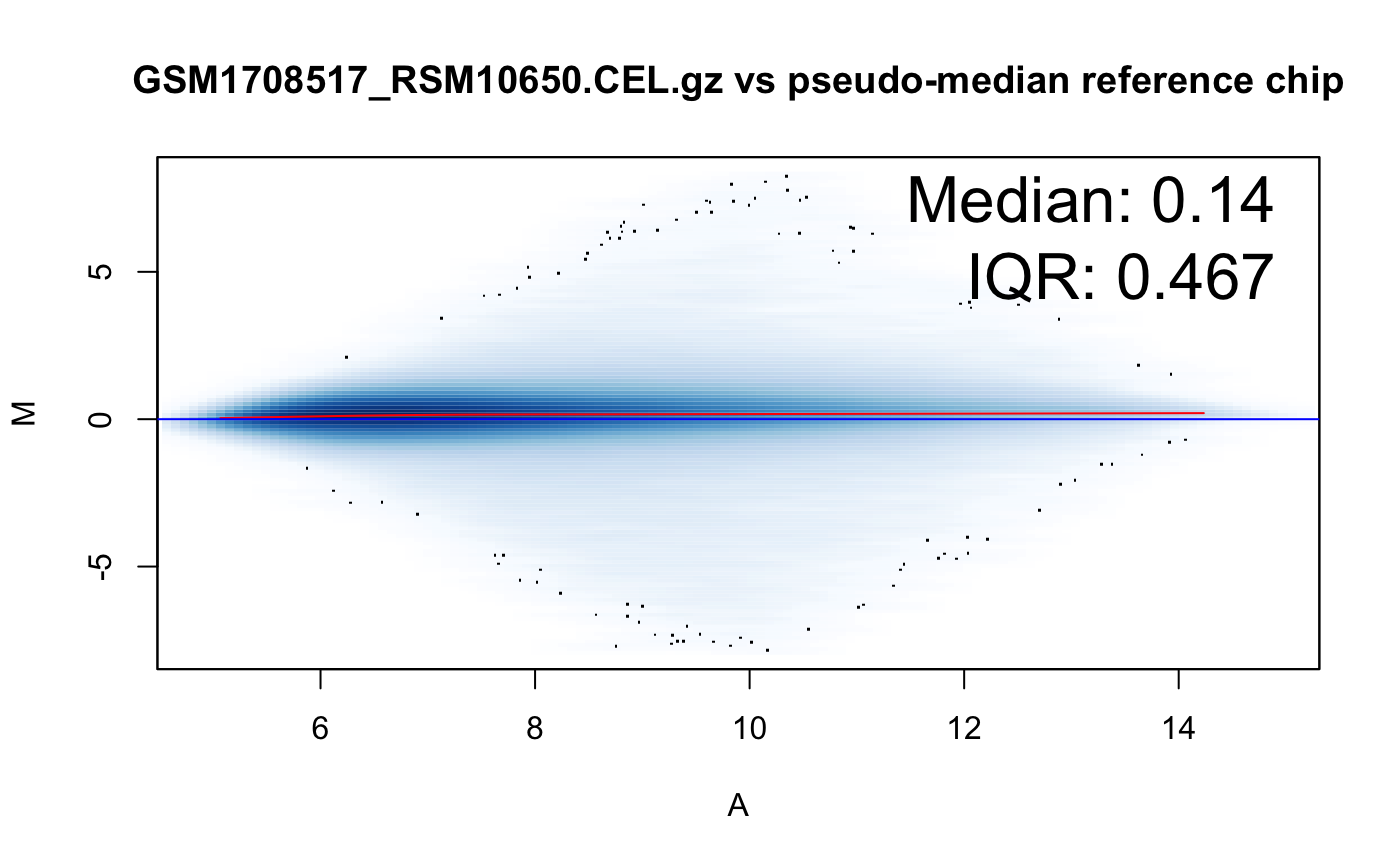 GSM1708517_RSM10650.CEL.gz vs pseudo-median reference chip
Median: 0.14
IQR: 0.467
M
5
0
-5
6 8 10 12 14
A